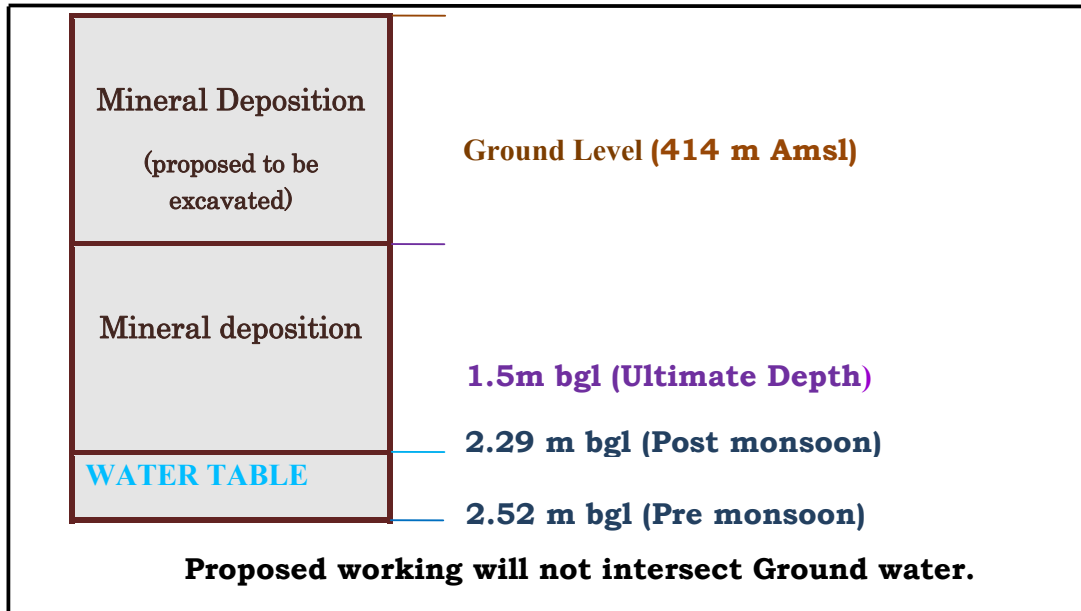 Mineral Deposition
(proposed to be
excavated)
Ground Level (414 m Amsl)
Mineral deposition
1.5m bgl (Ultimate Depth)
2.29 m bgl (Post monsoon)
WATER TABLE
2.52 m bgl (Pre monsoon)
Proposed working will not intersect Ground water.